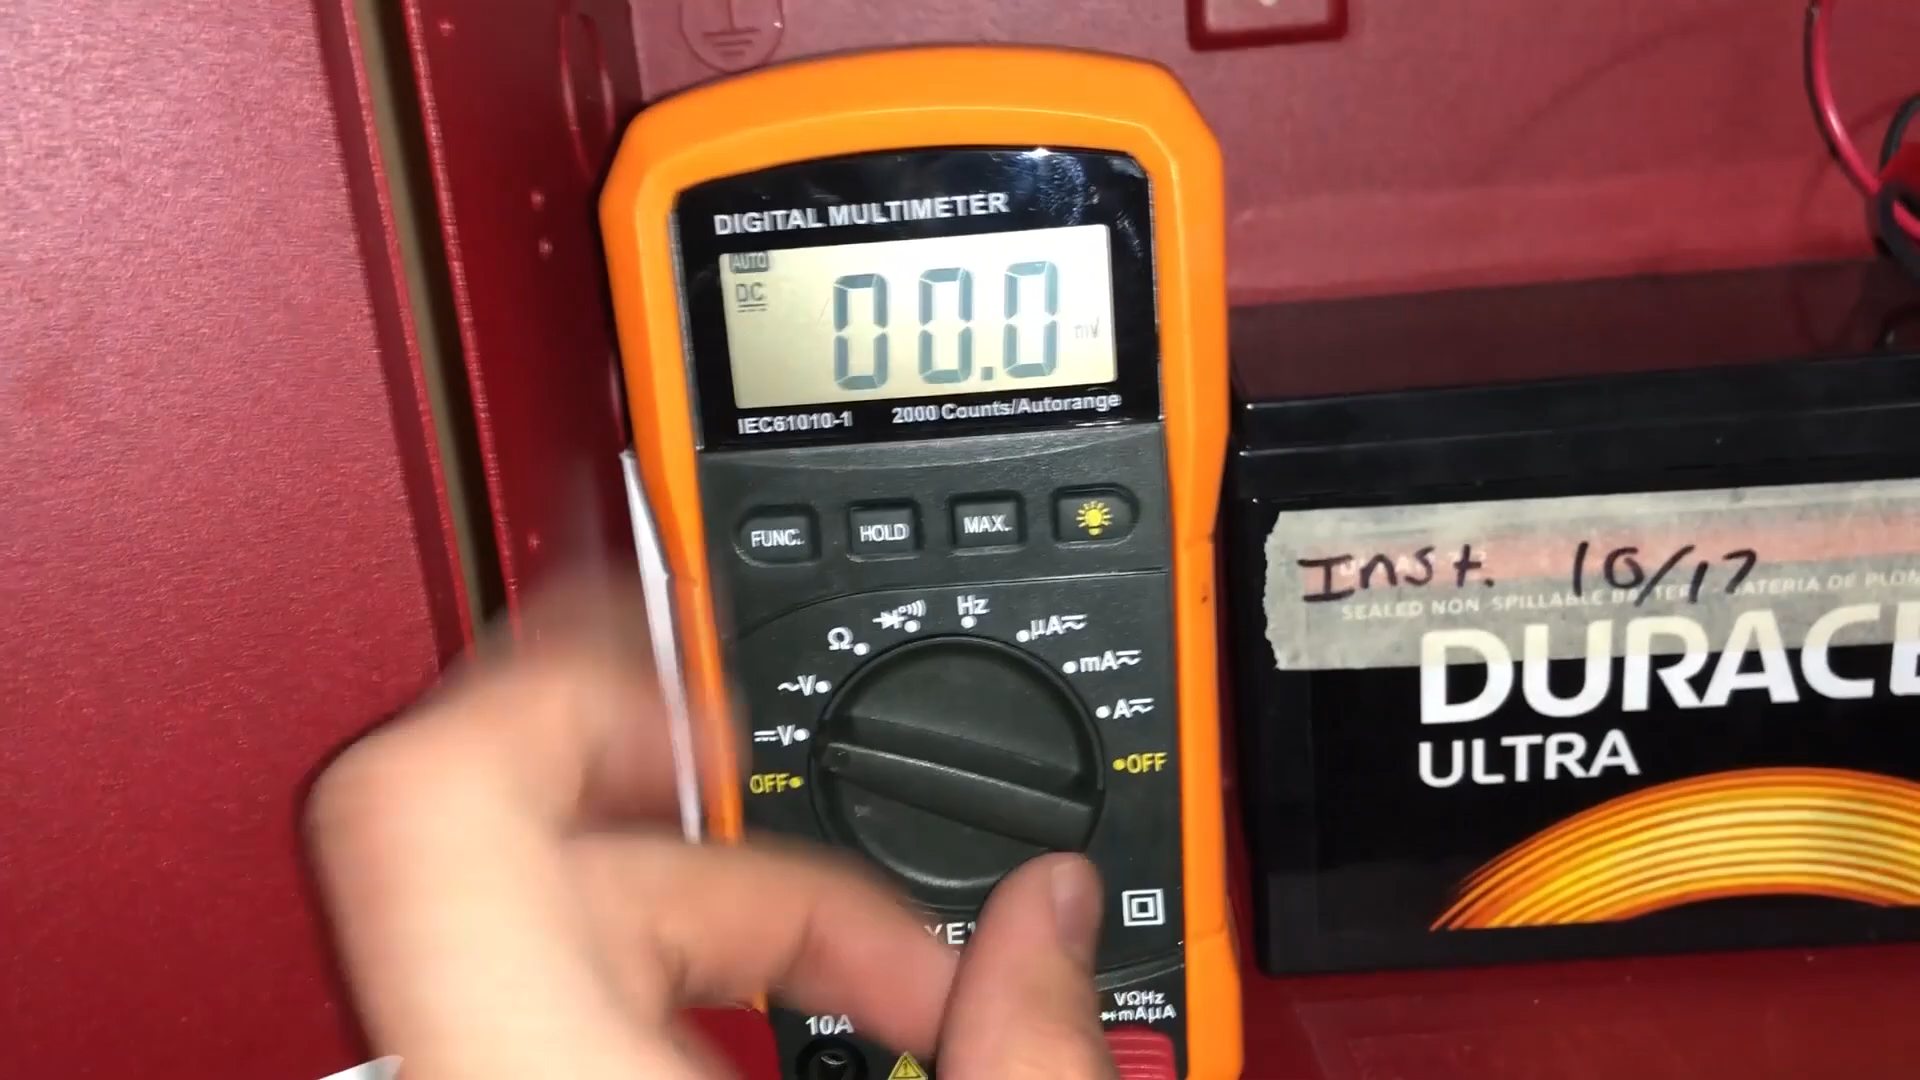 DIGITAL MULTIMETER
AUTO
DC
00.0 mV
IEC61010-1 2000 Counts/Autorange
FUNC. HOLD MAX.
Hz
Ω
µA
mA
~V
A
V
OFF
OFF
10A
VΩHz
mAµA
Inst. 10/17
SEALED NON-SPILLABLE
DURACE
ULTRA